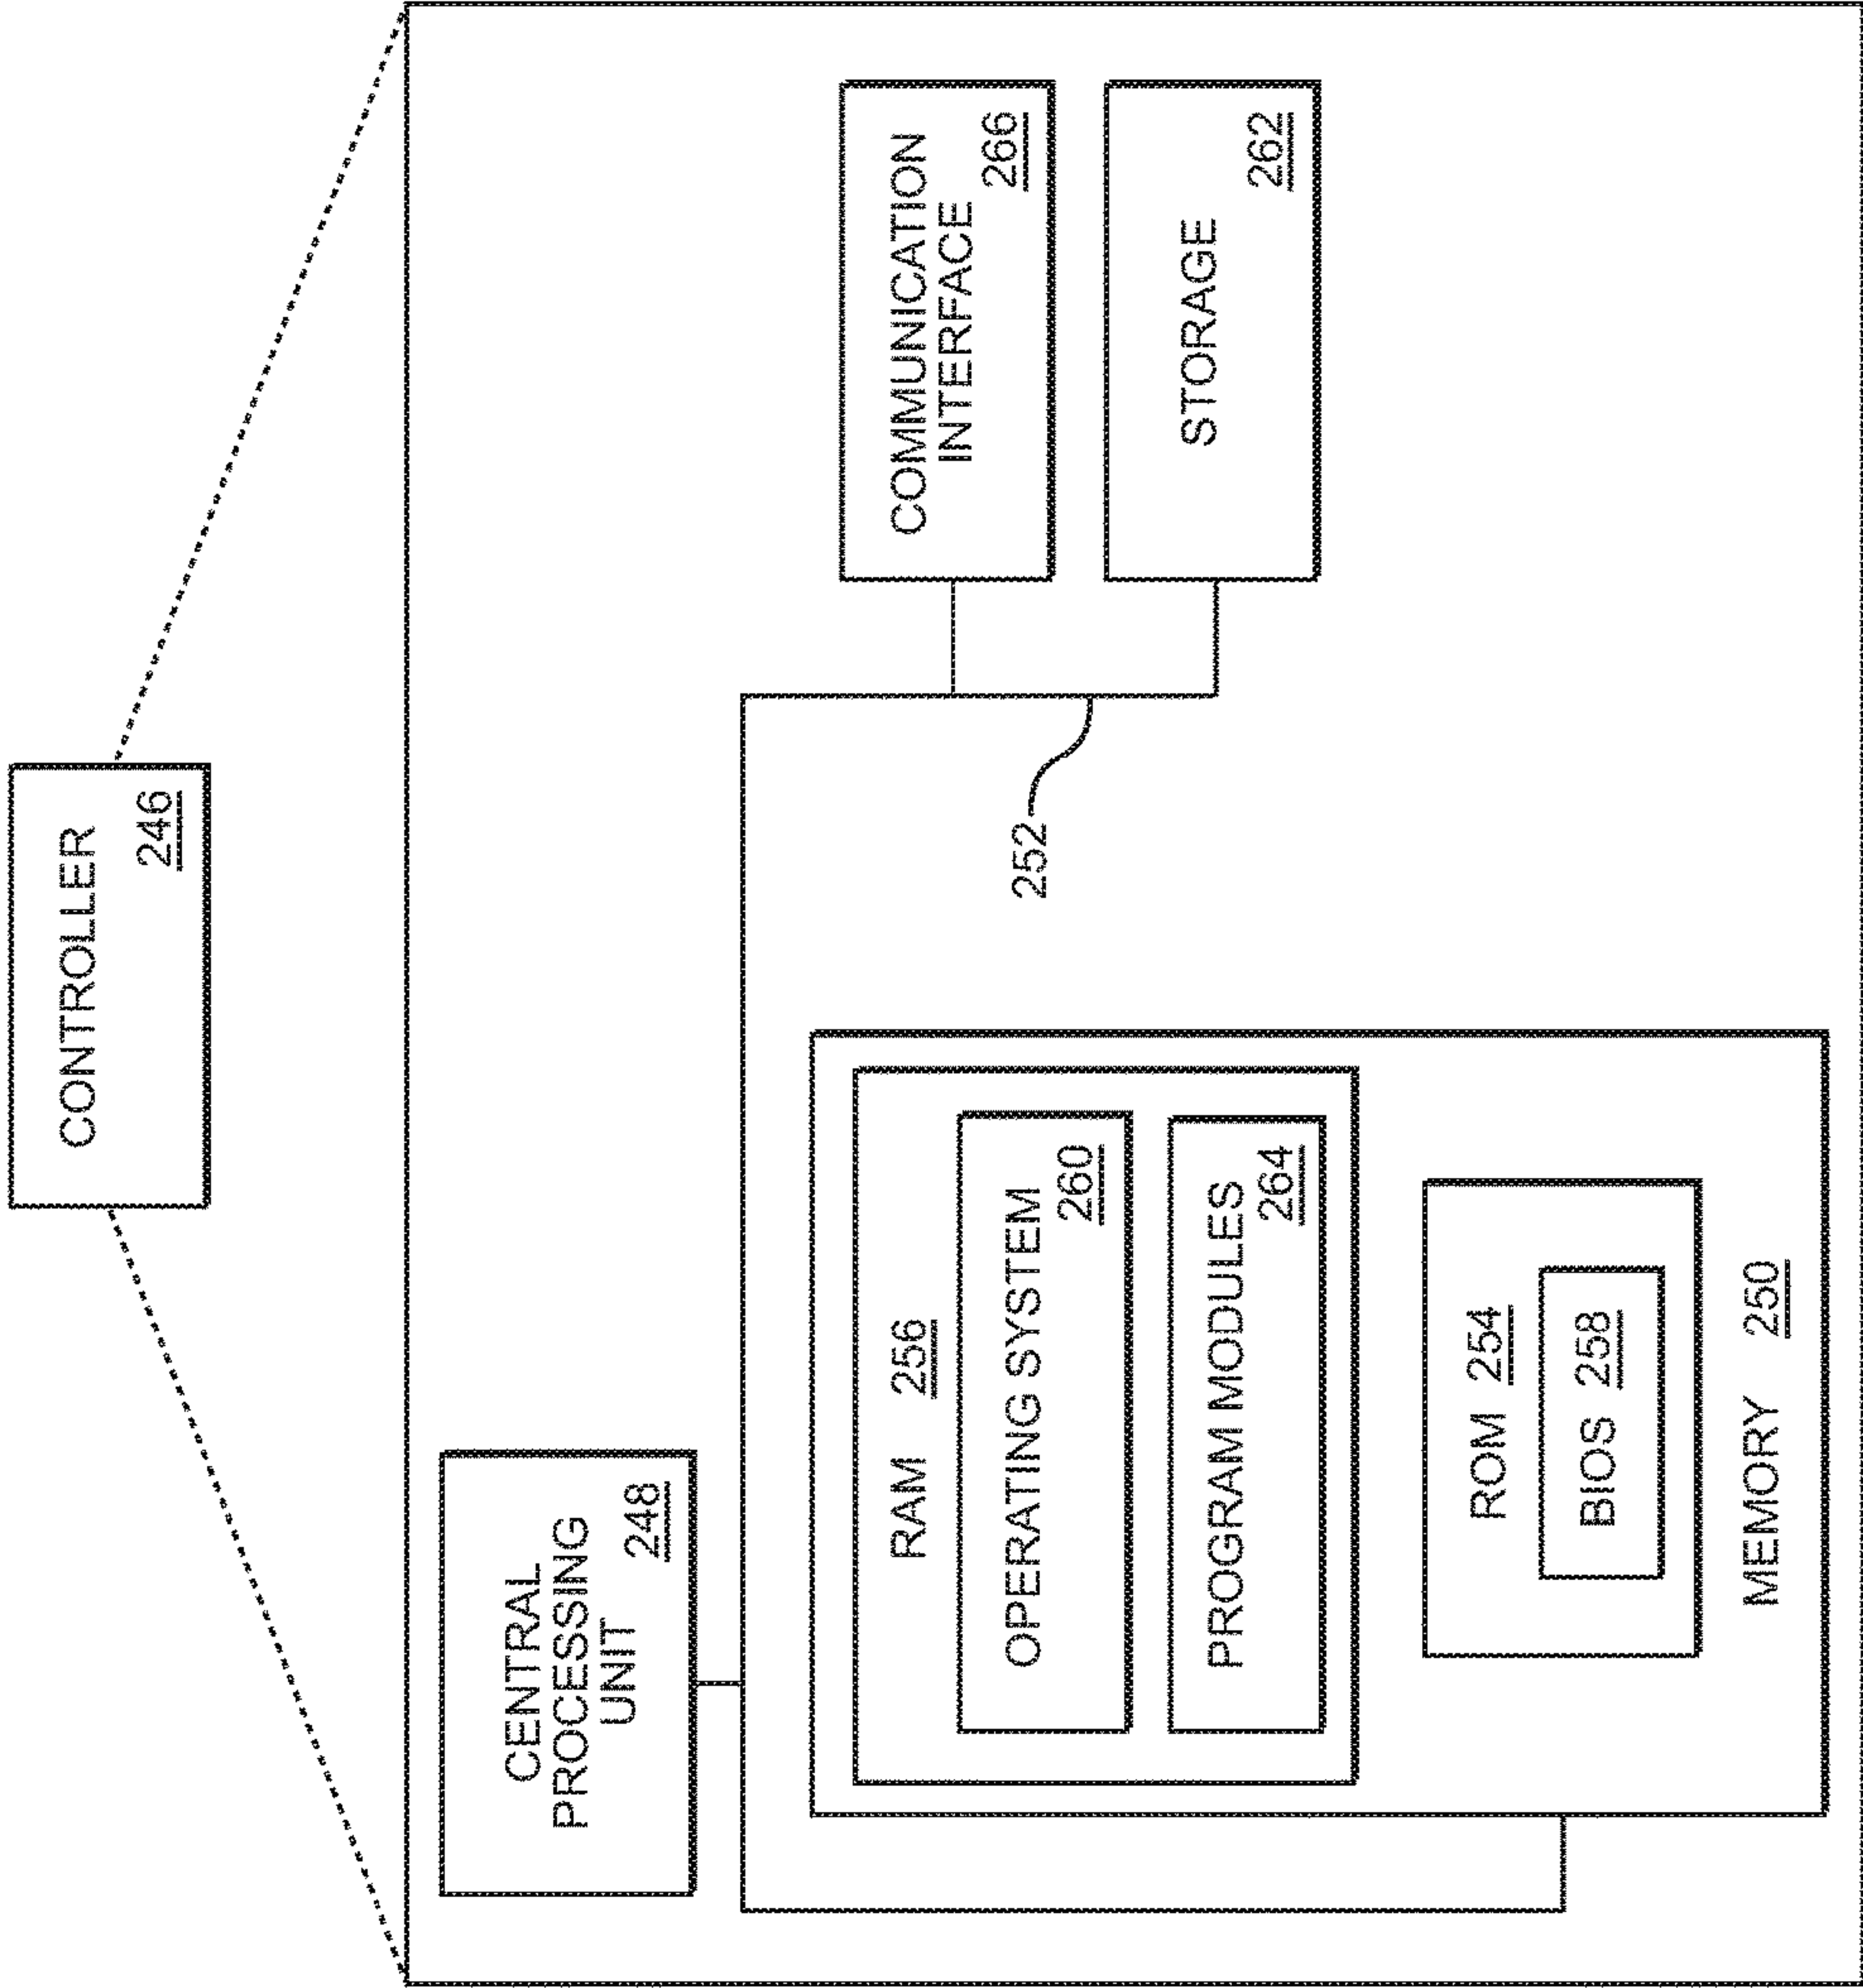 CONTROLLER
246
CENTRAL
PROCESSING
UNIT
248
RAM 256
OPERATING SYSTEM
260
PROGRAM MODULES
264
ROM 254
BIOS 258
MEMORY 250
252
COMMUNICATION
INTERFACE
266
STORAGE
262